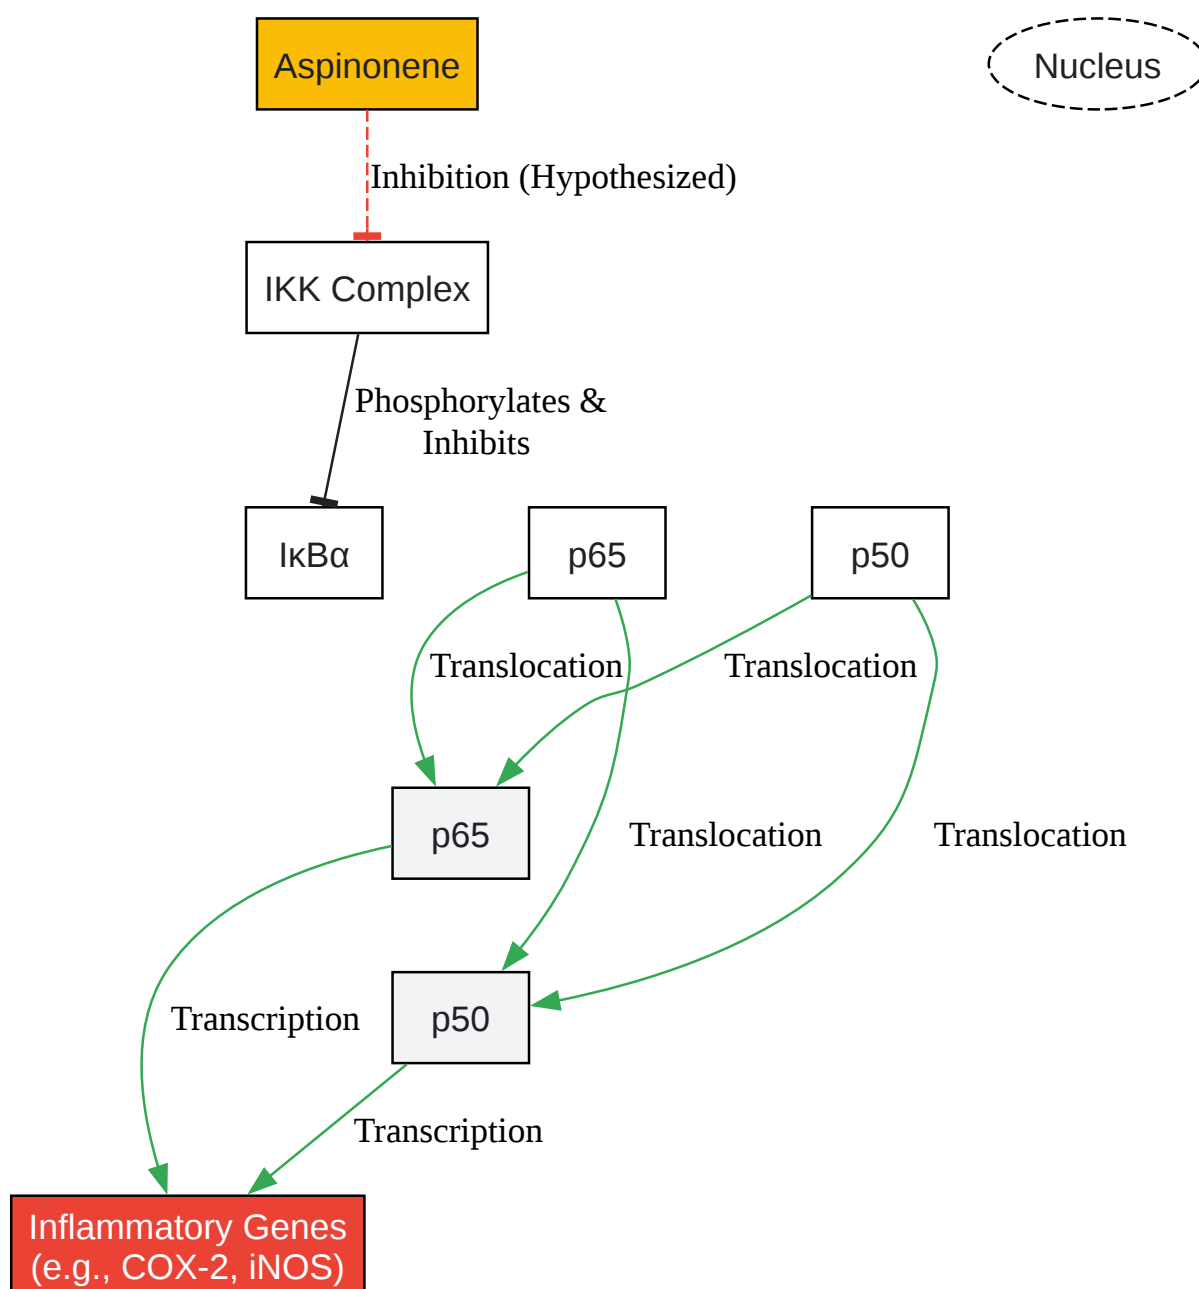 Aspinonene
Nucleus
Inhibition (Hypothesized)
IKK Complex
Phosphorylates &
Inhibits
IκBα
p65
p50
Translocation
Translocation
p65
Translocation
Translocation
Transcription
p50
Transcription
Inflammatory Genes
(e.g., COX-2, iNOS)